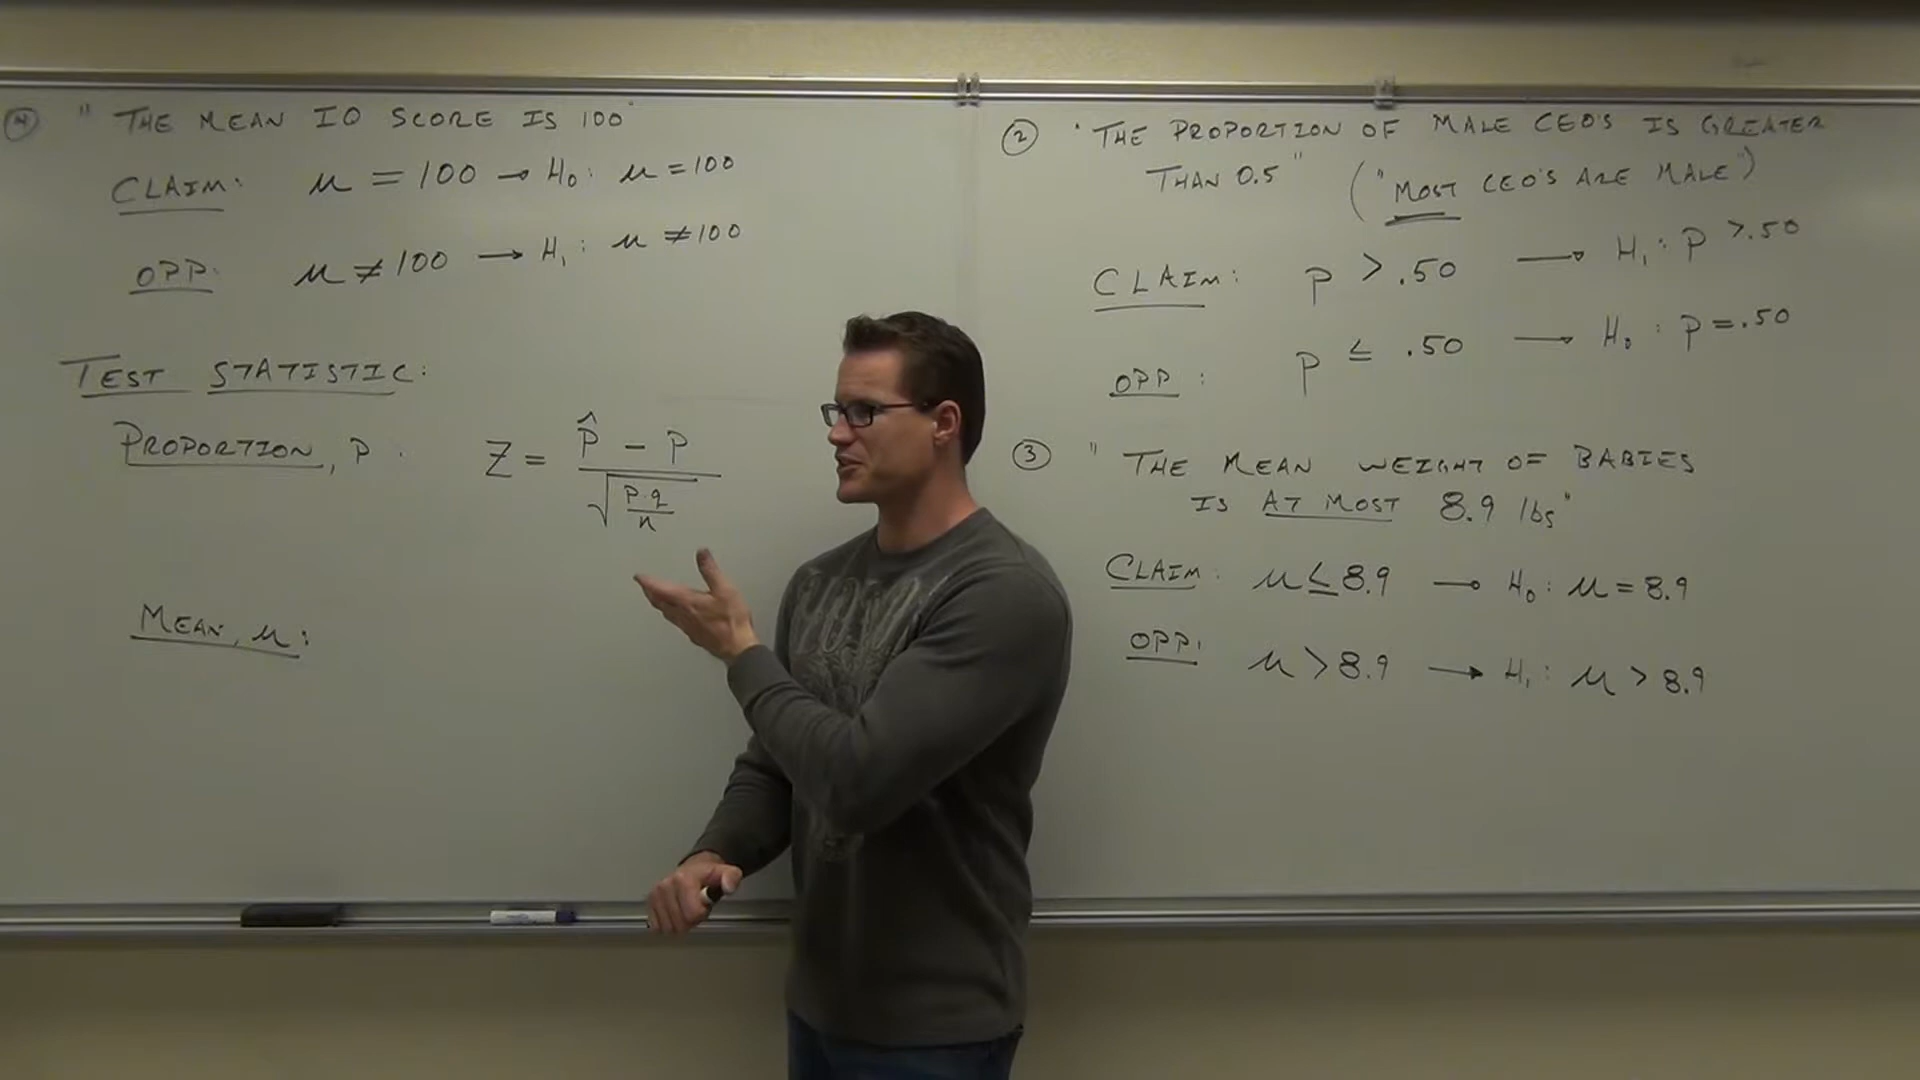 ④ " THE MEAN IQ SCORE IS 100"
CLAIM: μ = 100 → H₀: μ = 100
OPP: μ ≠ 100 → H₁: μ ≠ 100
TEST STATISTIC:
PROPORTION, P : Z = p̂ - p / √(p·q / n)
MEAN, μ:
② "THE PROPORTION OF MALE CEO'S IS GREATER
THAN 0.5" ("MOST CEO'S ARE MALE")
CLAIM: p > .50 → H₁: p > .50
OPP: p ≤ .50 → H₀: p = .50
③ "THE MEAN WEIGHT OF BABIES
IS AT MOST 8.9 lbs"
CLAIM: μ ≤ 8.9 → H₀: μ = 8.9
OPP: μ > 8.9 → H₁: μ > 8.9